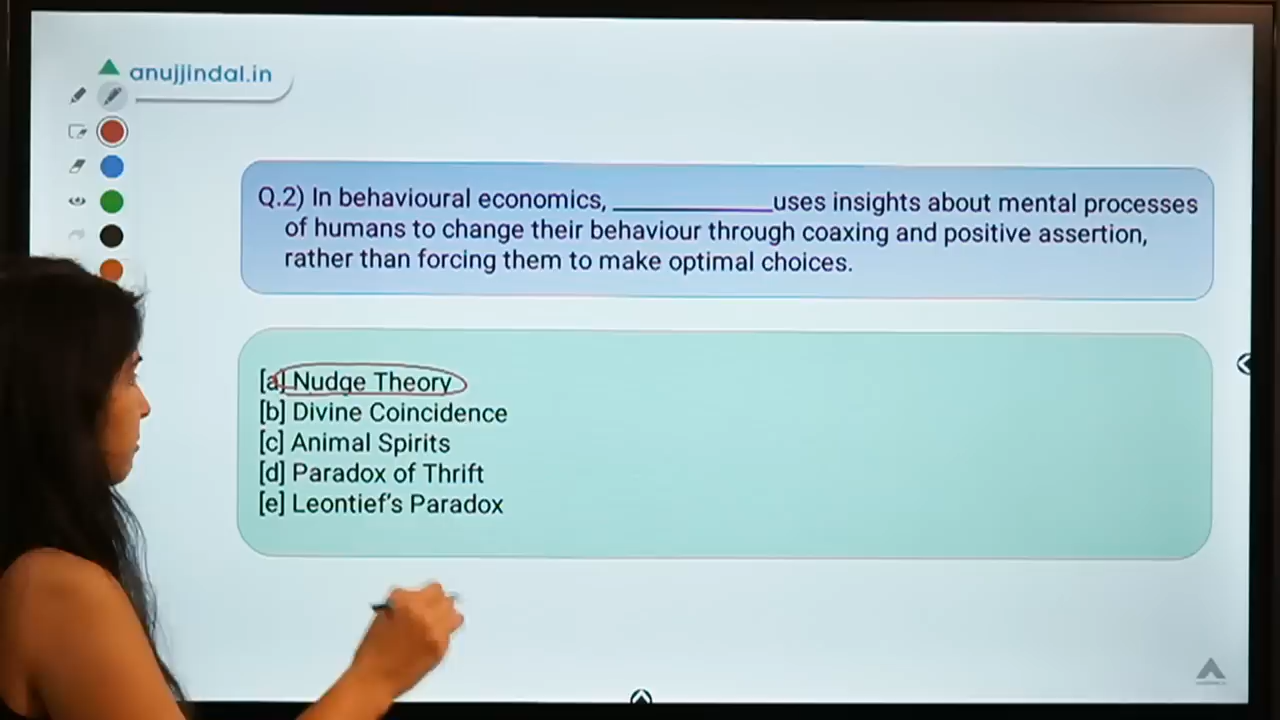 anujjindal.in
Q.2) In behavioural economics, ____________uses insights about mental processes
of humans to change their behaviour through coaxing and positive assertion,
rather than forcing them to make optimal choices.
[a] Nudge Theory
[b] Divine Coincidence
[c] Animal Spirits
[d] Paradox of Thrift
[e] Leontief's Paradox